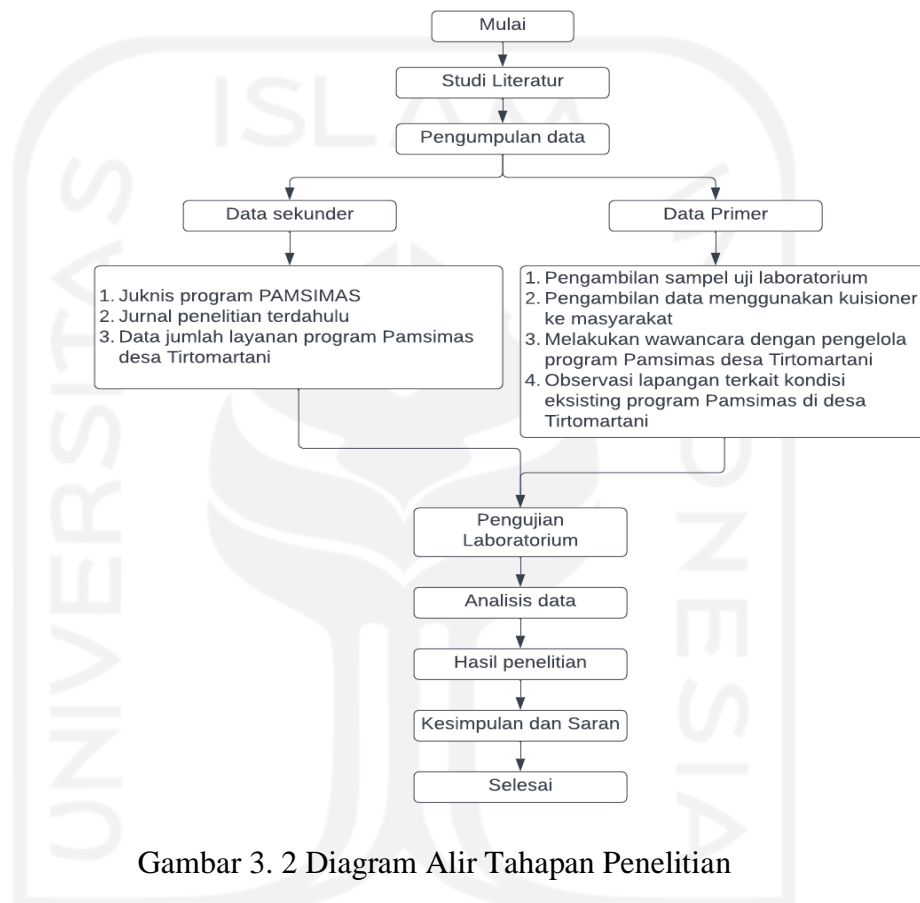 Mulai
Studi Literatur
Pengumpulan data
Data sekunder
Data Primer
1. Juknis program PAMSIMAS
2. Jurnal penelitian terdahulu
3. Data jumlah layanan program Pamsimas
desa Tirtomartani
1. Pengambilan sampel uji laboratorium
2. Pengambilan data menggunakan kuisioner
ke masyarakat
3. Melakukan wawancara dengan pengelola
program Pamsimas desa Tirtomartani
4. Observasi lapangan terkait kondisi
eksisting program Pamsimas di desa
Tirtomartani
Pengujian
Laboratorium
Analisis data
Hasil penelitian
Kesimpulan dan Saran
Selesai
Gambar 3. 2 Diagram Alir Tahapan Penelitian
UNIVERSITAS
ISLAM
INDONESIA